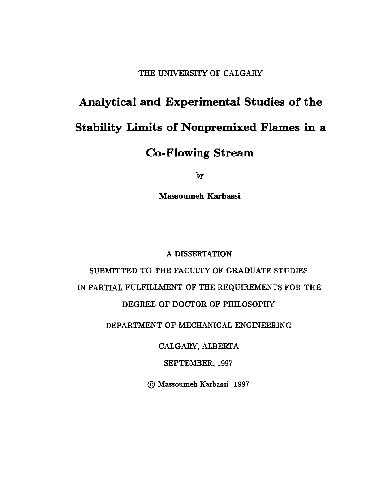 THE UNIVERSITY OF CALGARY
Analytical and Experimental Studies of the
Stability Limits of Nonpremixed Flames in a
Co-Flowing Stream
by
Massoumeh Karbassi
A DISSERTATION
SUBMITTED TO THE FACULTY OF GRADUATE STUDIES
IN PARTIAL FULFILLMENT OF THE REQUIREMENTS FOR THE
DEGREE OF DOCTOR OF PHILOSOPHY
DEPARTMENT OF MECHANICAL ENGINEERING
CALGARY, ALBERTA
SEPTEMBER, 1997
© Massoumeh Karbassi 1997